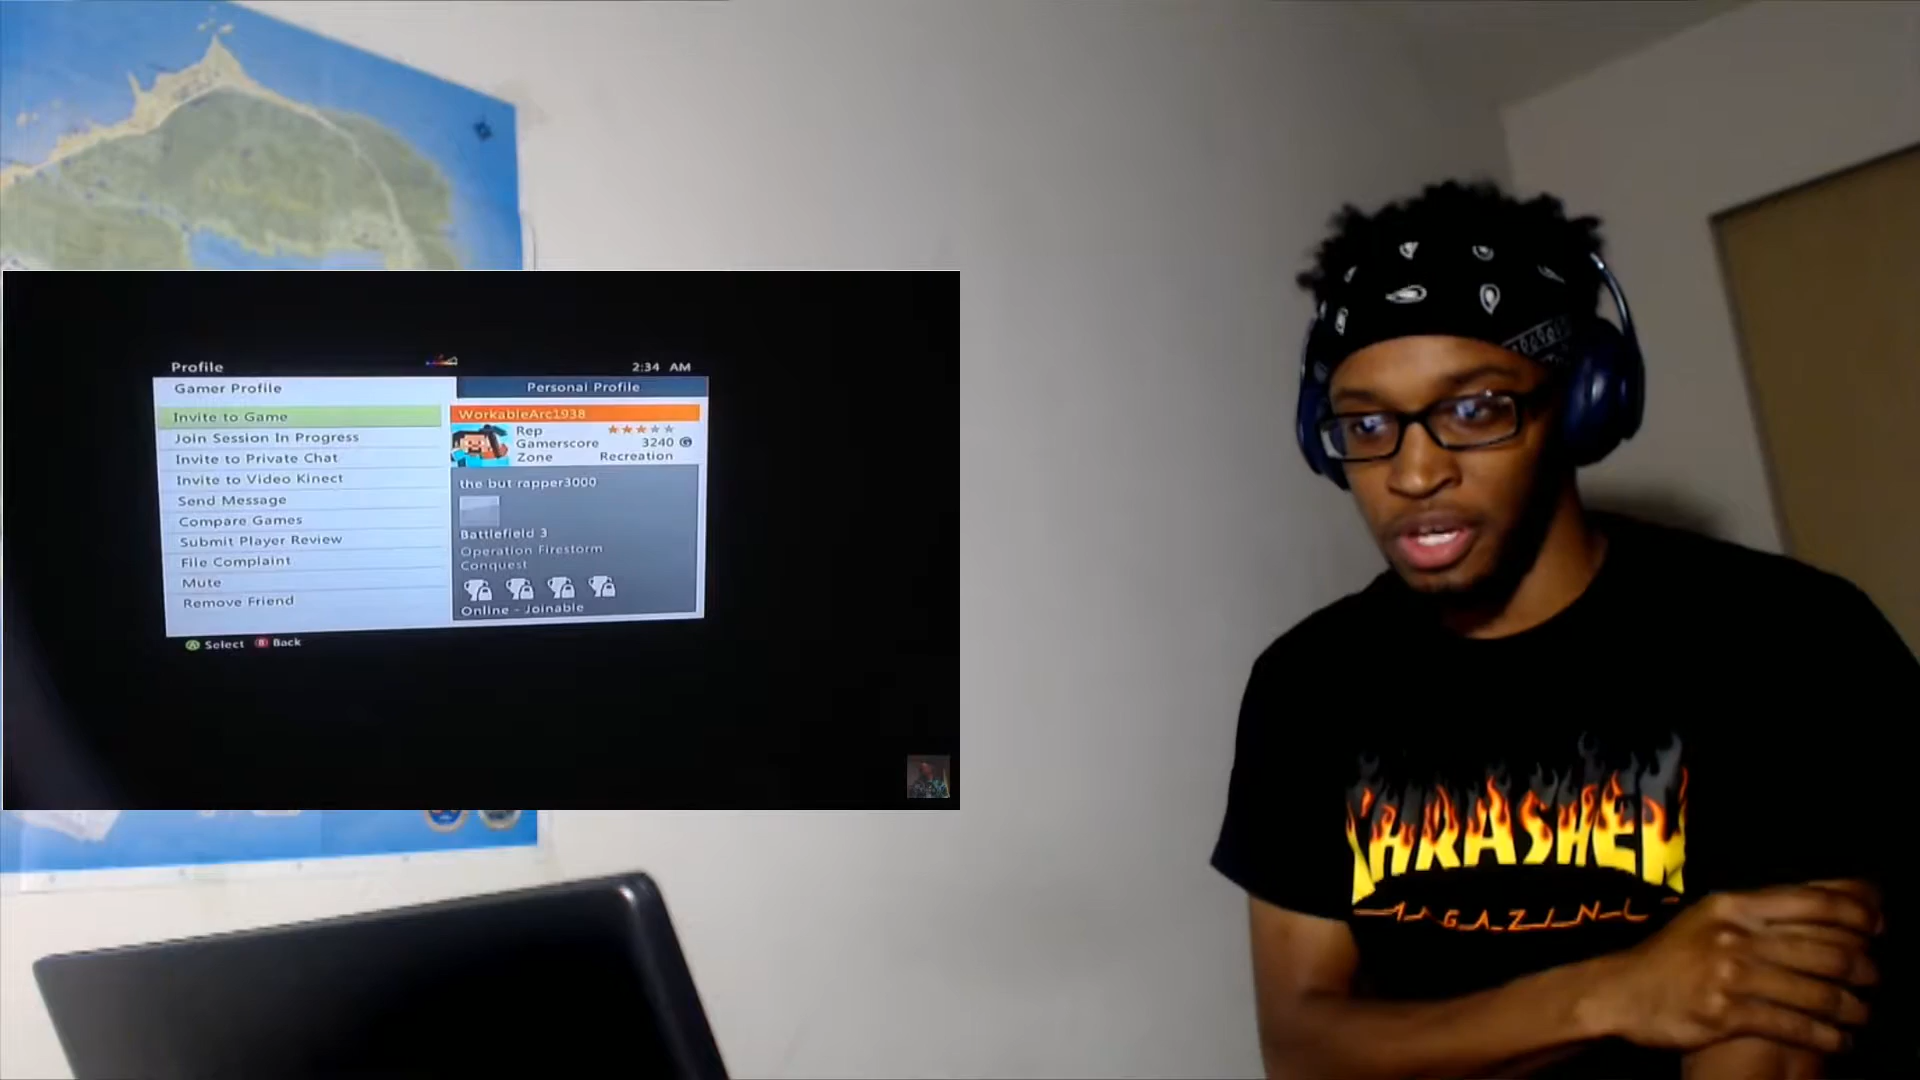 Profile
2:34 AM
Gamer Profile
Personal Profile
Invite to Game
Join Session In Progress
Invite to Private Chat
Invite to Video Kinect
Send Message
Compare Games
Submit Player Review
File Complaint
Mute
Remove Friend
WorkableArc1938
Rep
Gamerscore 3240 G
Zone Recreation
the but rapper3000
Battlefield 3
Operation Firestorm
Conquest
Online - Joinable
A Select B Back
THRASHER
MAGAZINE